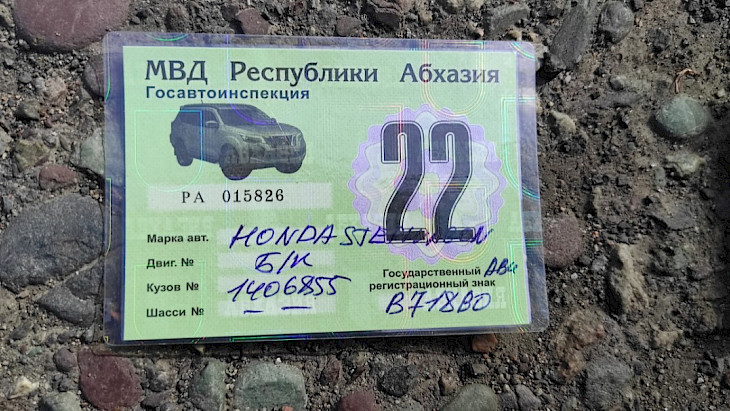 МВД Республики Абхазия
Госавтоинспекция
22
РА 015826
Марка авт. HONDA
Двиг. № Б/К
Кузов № 1406855
Шасси № — —
Государственный
регистрационный знак
В718ВО